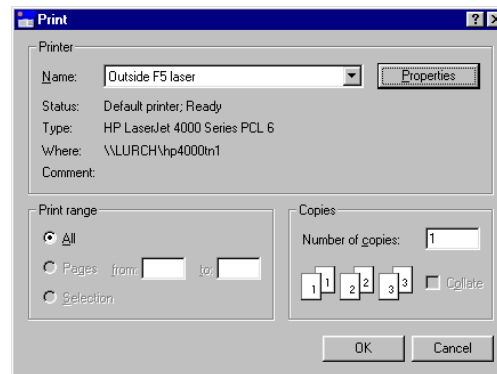 Print
Printer
Name: Outside F5 laser Properties
Status: Default printer; Ready
Type: HP LaserJet 4000 Series PCL 6
Where: \\LURCH\hp4000tn1
Comment:
Print range
All
Pages from: to:
Selection
Copies
Number of copies: 1
1 1 2 2 3 3 Collate
OK Cancel